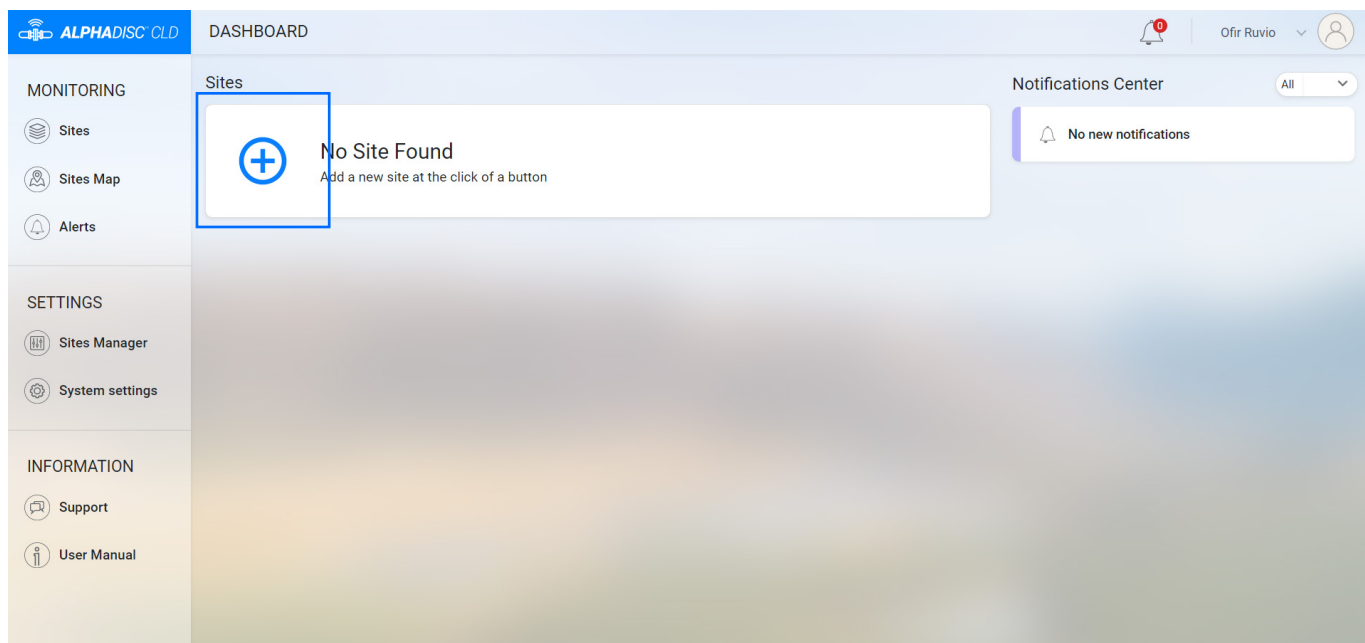 ALPHADISC CLD
DASHBOARD
0
Ofir Ruvio
MONITORING
Sites
Sites Map
Alerts
SETTINGS
Sites Manager
System settings
INFORMATION
Support
User Manual
Sites
No Site Found
Add a new site at the click of a button
Notifications Center
All
No new notifications